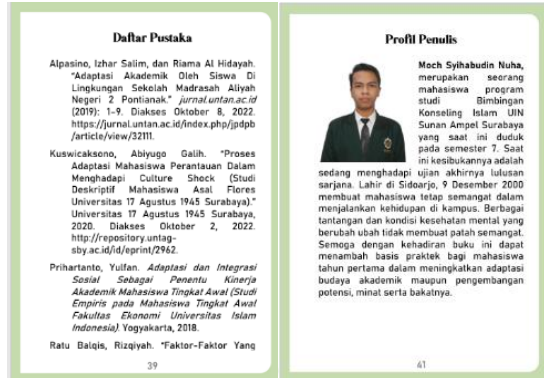 Daftar Pustaka
Alpasino, Izhar Salim, dan Riama Al Hidayah.
"Adaptasi Akademik Oleh Siswa Di
Lingkungan Sekolah Madrasah Aliyah
Negeri 2 Pontianak." jurnal.untan.ac.id
(2019): 1-9. Diakses Oktober 8, 2022.
https://jurnal.untan.ac.id/index.php/jpdpb
/article/view/32111.
Kuswicaksono, Abiyugo Galih. "Proses
Adaptasi Mahasiswa Perantauan Dalam
Menghadapi Culture Shock (Studi
Deskriptif Mahasiswa Asal Flores
Universitas 17 Agustus 1945 Surabaya)."
Universitas 17 Agustus 1945 Surabaya,
2020. Diakses Oktober 2, 2022.
http://repository.untag-
sby.ac.id/id/eprint/2962.
Prihartanto, Yulfan. Adaptasi dan Integrasi
Sosial Sebagai Penentu Kinerja
Akademik Mahasiswa Tingkat Awal (Studi
Empiris pada Mahasiswa Tingkat Awal
Fakultas Ekonomi Universitas Islam
Indonesia). Yogyakarta, 2018.
Ratu Balqis, Rizqiyah. "Faktor-Faktor Yang
39
Profil Penulis
Moch Syihabudin Nuha,
merupakan seorang
mahasiswa program
studi Bimbingan
Konseling Islam UIN
Sunan Ampel Surabaya
yang saat ini duduk
pada semester 7. Saat
ini kesibukannya adalah
sedang menghadapi ujian akhirnya lulusan
sarjana. Lahir di Sidoarjo, 9 Desember 2000
membuat mahasiswa tetap semangat dalam
menjalankan kehidupan di kampus. Berbagai
tantangan dan kondisi kesehatan mental yang
berubah ubah tidak membuat patah semangat.
Semoga dengan kehadiran buku ini dapat
menambah basis praktek bagi mahasiswa
tahun pertama dalam meningkatkan adaptasi
budaya akademik maupun pengembangan
potensi, minat serta bakatnya.
41